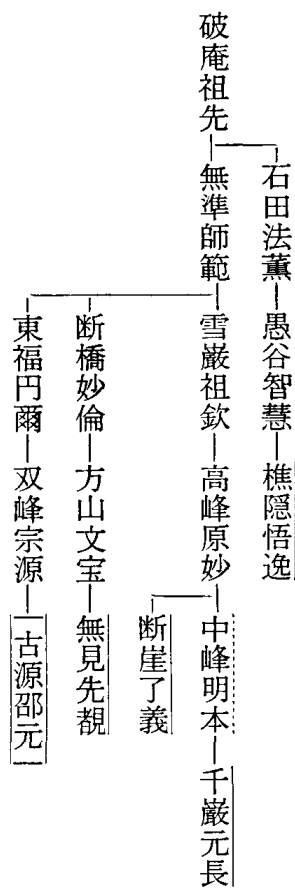 破庵祖先
石田法薫
愚谷智慧
樵隠悟逸
無準師範
雪巌祖欽
高峰原妙
中峰明本
千巌元長
断崖了義
断橋妙倫
方山文宝
無見先覩
東福円爾
双峰宗源
古源邵元